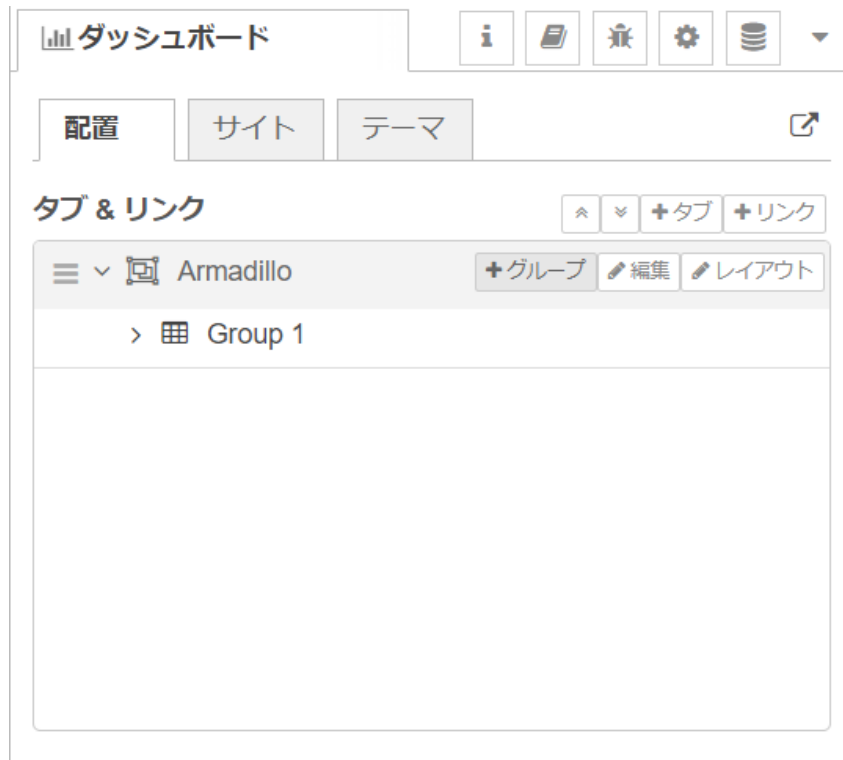 ダッシュボード
配置 サイト テーマ
タブ & リンク +タブ +リンク
Armadillo +グループ 編集 レイアウト
Group 1